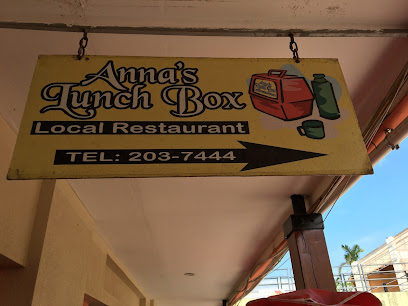 Anna's
Lunch Box
Local Restaurant
TEL: 203-7444